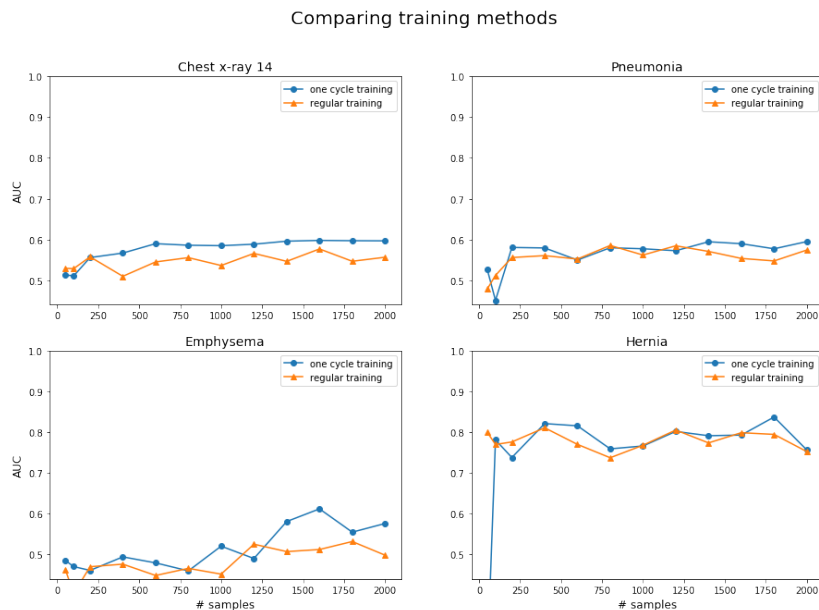 Comparing training methods
Chest x-ray 14
Pneumonia
1.0
0.9
0.8
0.7
0.6
0.5
AUC
one cycle training
regular training
0 250 500 750 1000 1250 1500 1750 2000
1.0
0.9
0.8
0.7
0.6
0.5
one cycle training
regular training
0 250 500 750 1000 1250 1500 1750 2000
Emphysema
Hernia
1.0
0.9
0.8
0.7
0.6
0.5
AUC
one cycle training
regular training
0 250 500 750 1000 1250 1500 1750 2000
# samples
1.0
0.9
0.8
0.7
0.6
0.5
one cycle training
regular training
0 250 500 750 1000 1250 1500 1750 2000
# samples